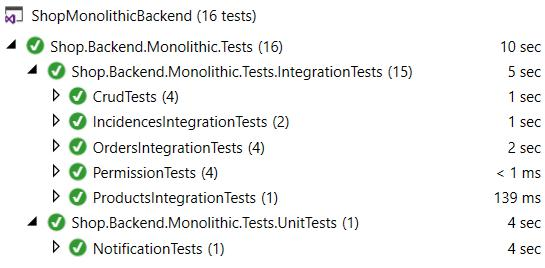 ShopMonolithicBackend (16 tests)
Shop.Backend.Monolithic.Tests (16) 10 sec
Shop.Backend.Monolithic.Tests.IntegrationTests (15) 5 sec
CrudTests (4) 1 sec
IncidencesIntegrationTests (2) 1 sec
OrdersIntegrationTests (4) 2 sec
PermissionTests (4) < 1 ms
ProductsIntegrationTests (1) 139 ms
Shop.Backend.Monolithic.Tests.UnitTests (1) 4 sec
NotificationTests (1) 4 sec